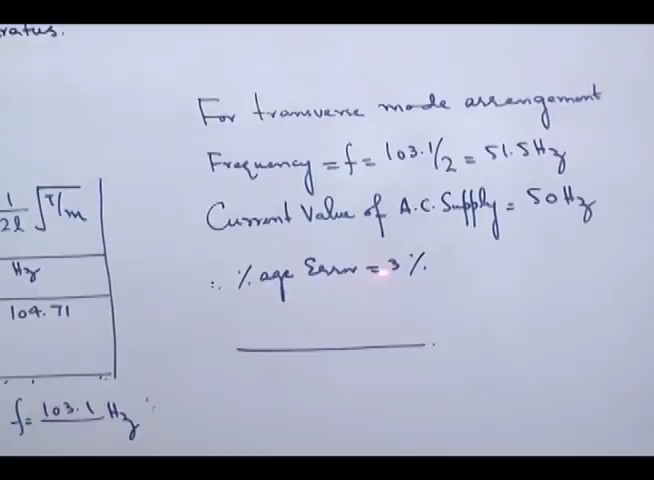 ratus.
For transverse mode arrangement
Frequency = f = 103.1/2 = 51.5 Hz
Current Value of A.C. Supply = 50 Hz
∴ %age Error = 3 %.
1/2l √T/m
Hz
104.71
f = 103.1 Hz